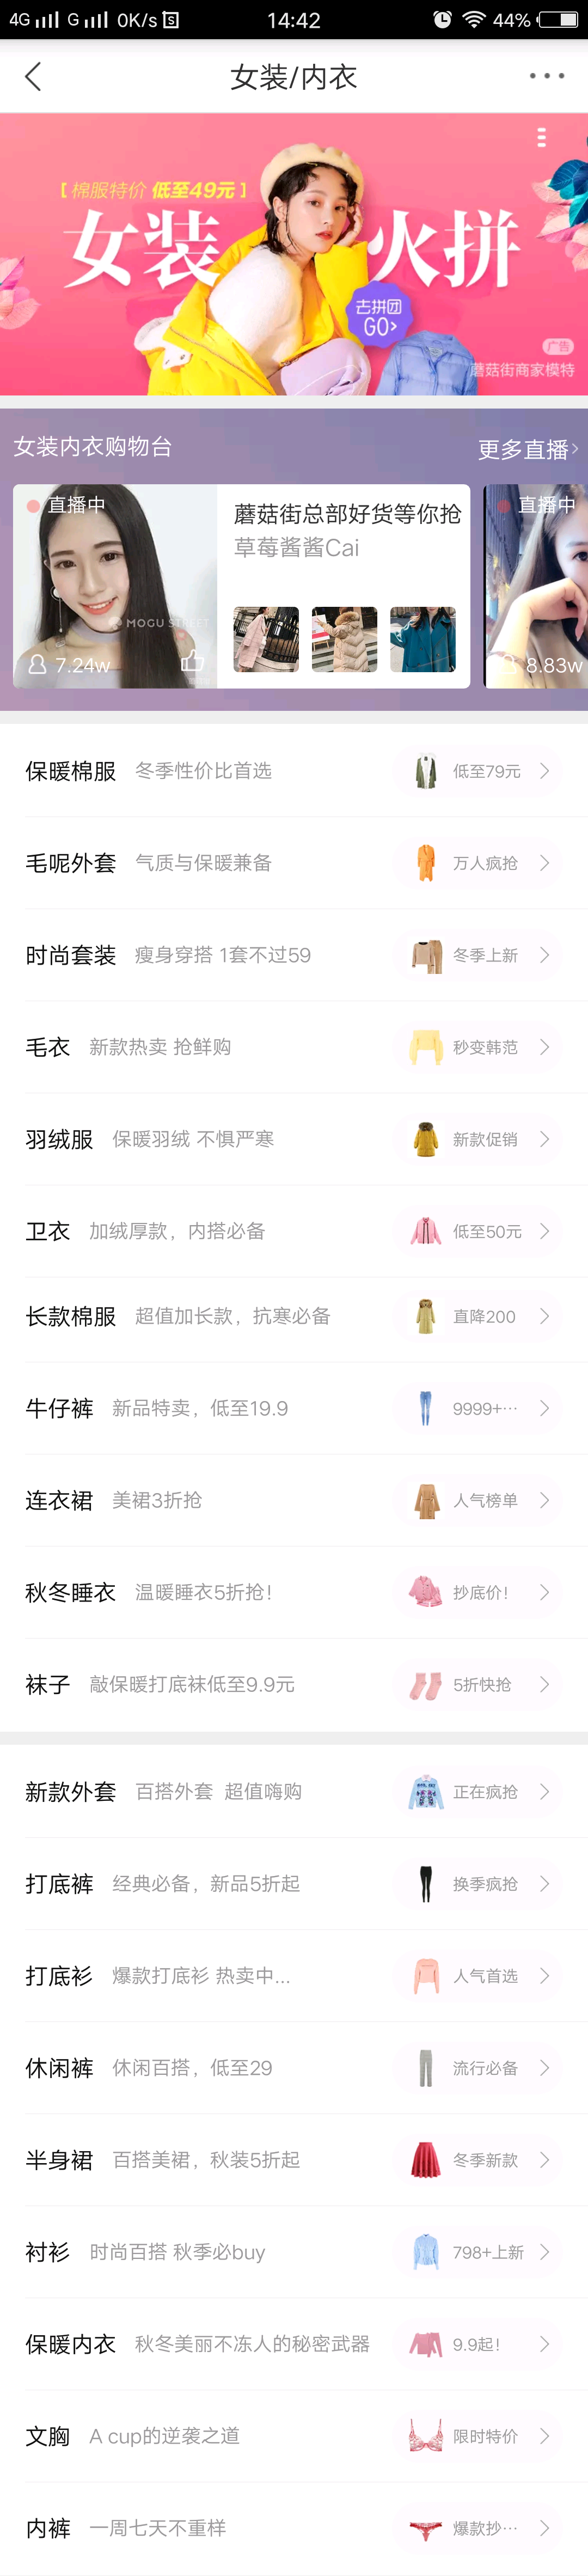 4G G 0K/s 14:42 44%
女装/内衣
[ 棉服特价 低至49元 ]
女装 火拼
去拼团
GO>
广告
蘑菇街商家模特
女装内衣购物台 更多直播
直播中
蘑菇街总部好货等你抢
草莓酱酱Cai
MOGU STREET
7.24w
直播中
8.83w
保暖棉服 冬季性价比首选 低至79元
毛呢外套 气质与保暖兼备 万人疯抢
时尚套装 瘦身穿搭 1套不过59 冬季上新
毛衣 新款热卖 抢鲜购 秒变韩范
羽绒服 保暖羽绒 不惧严寒 新款促销
卫衣 加绒厚款，内搭必备 低至50元
长款棉服 超值加长款，抗寒必备 直降200
牛仔裤 新品特卖，低至19.9 9999+…
连衣裙 美裙3折抢 人气榜单
秋冬睡衣 温暖睡衣5折抢！ 抄底价！
袜子 敲保暖打底袜低至9.9元 5折快抢
新款外套 百搭外套 超值嗨购 正在疯抢
打底裤 经典必备，新品5折起 换季疯抢
打底衫 爆款打底衫 热卖中... 人气首选
休闲裤 休闲百搭，低至29 流行必备
半身裙 百搭美裙，秋装5折起 冬季新款
衬衫 时尚百搭 秋季必buy 798+上新
保暖内衣 秋冬美丽不冻人的秘密武器 9.9起！
文胸 A cup的逆袭之道 限时特价
内裤 一周七天不重样 爆款抄…